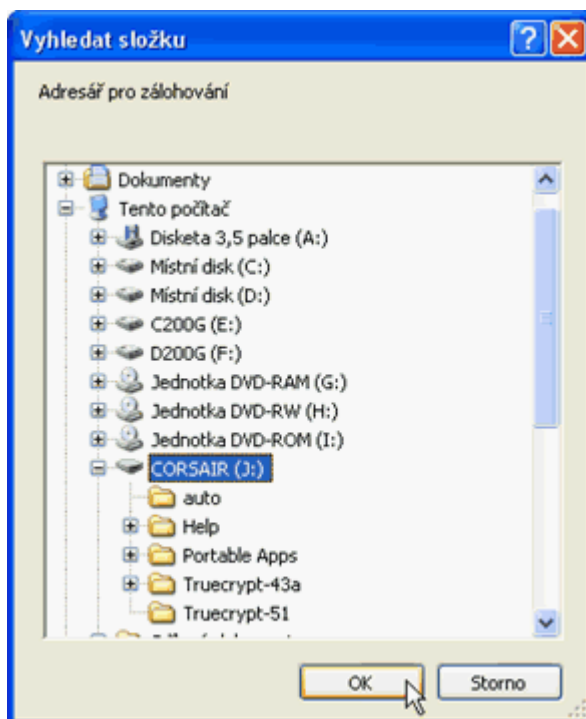 Vyhledat složku
Adresář pro zálohování
Dokumenty
Tento počítač
Disketa 3,5 palce (A:)
Místní disk (C:)
Místní disk (D:)
C200G (E:)
D200G (F:)
Jednotka DVD-RAM (G:)
Jednotka DVD-RW (H:)
Jednotka DVD-ROM (I:)
CORSAIR (J:)
auto
Help
Portable Apps
Truecrypt-43a
Truecrypt-51
OK Storno